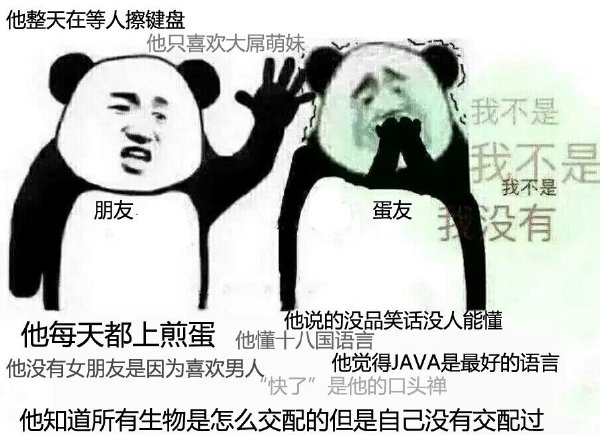 他整天在等人擦键盘
他只喜欢大屌萌妹
我不是
我不是
我不是
朋友
蛋友
我没有
他说的没品笑话没人能懂
他每天都上煎蛋
他懂十八国语言
他觉得JAVA是最好的语言
他没有女朋友是因为喜欢男人
“快了”是他的口头禅
他知道所有生物是怎么交配的但是自己没有交配过